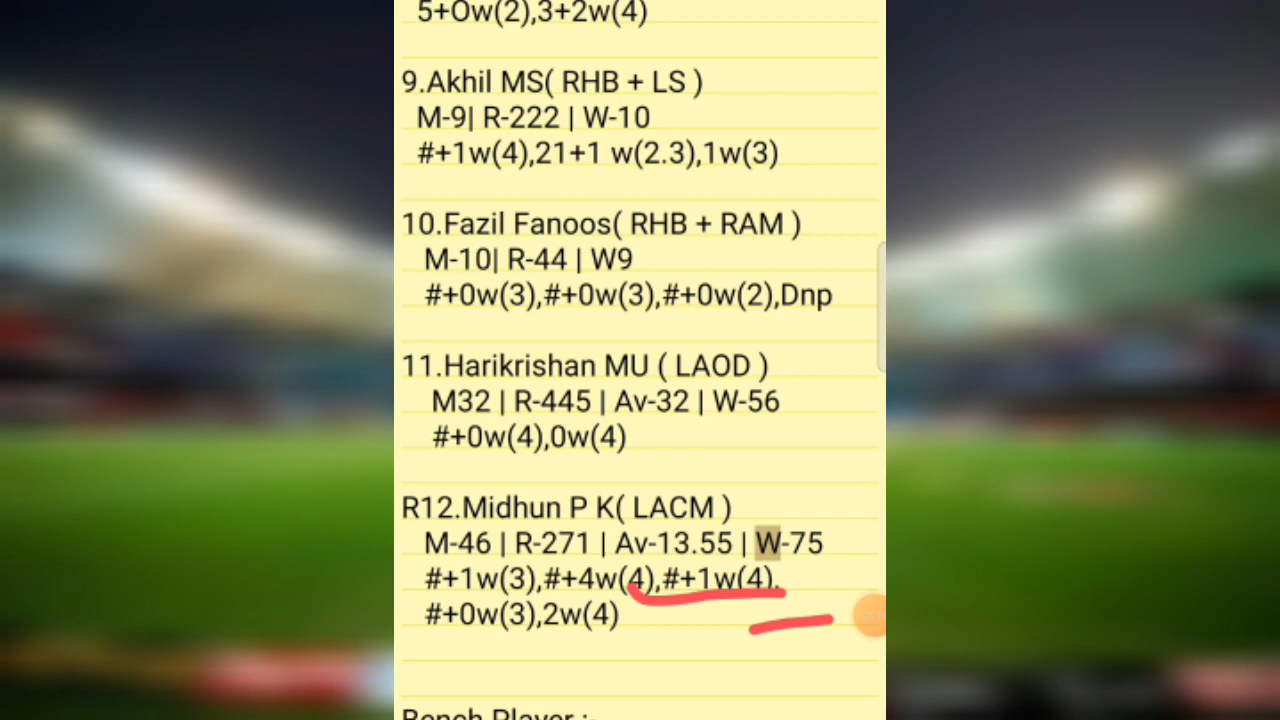 5+0w(2),3+2w(4)
9.Akhil MS( RHB + LS )
M-9| R-222 | W-10
#+1w(4),21+1 w(2.3),1w(3)
10.Fazil Fanoos( RHB + RAM )
M-10| R-44 | W9
#+0w(3),#+0w(3),#+0w(2),Dnp
11.Harikrishan MU ( LAOD )
M32 | R-445 | Av-32 | W-56
#+0w(4),0w(4)
R12.Midhun P K( LACM )
M-46 | R-271 | Av-13.55 | W-75
#+1w(3),#+4w(4),#+1w(4).
#+0w(3),2w(4)
Bench Player :-